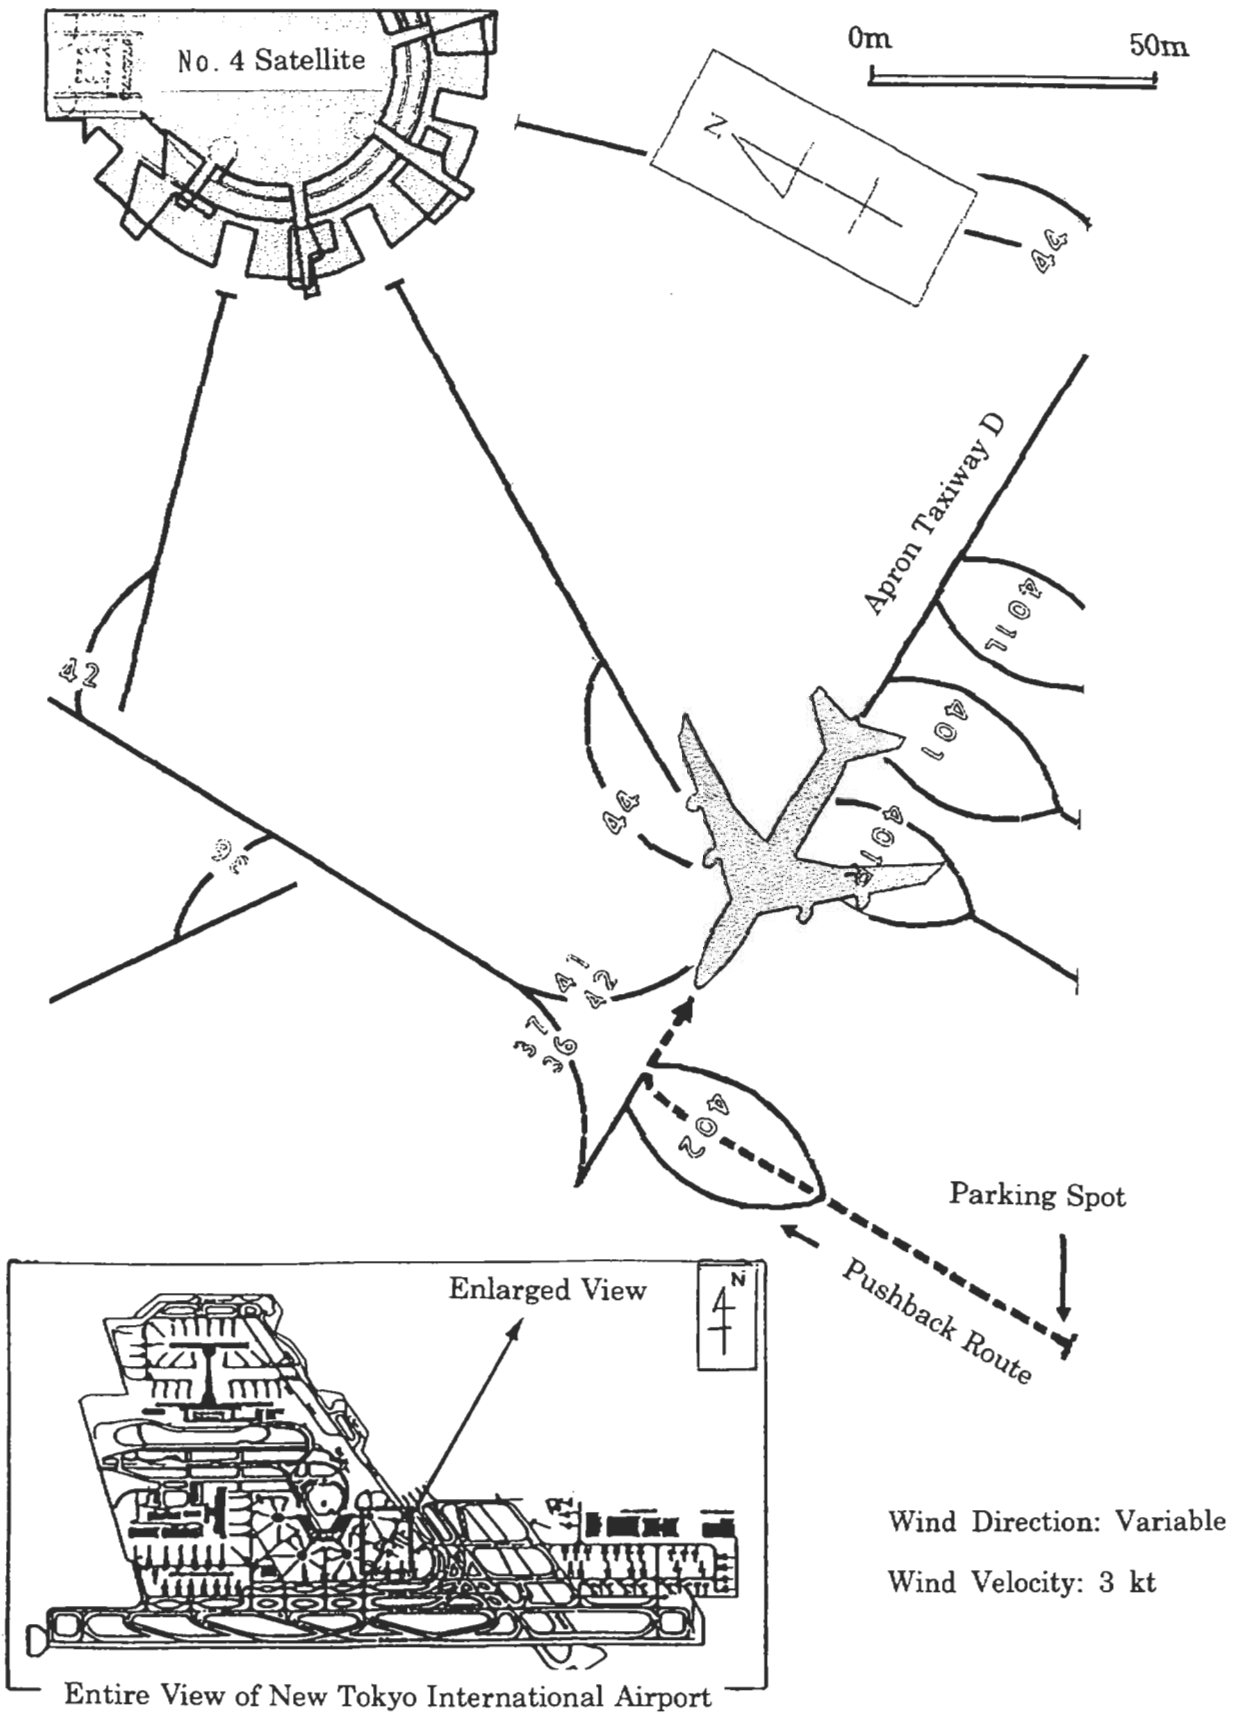 No. 4 Satellite
0m
50m
N
44
Apron Taxiway D
401L
401
42
44
401R
36
41
42
37
36
402
Parking Spot
Pushback Route
Enlarged View
N
Wind Direction: Variable
Wind Velocity: 3 kt
Entire View of New Tokyo International Airport